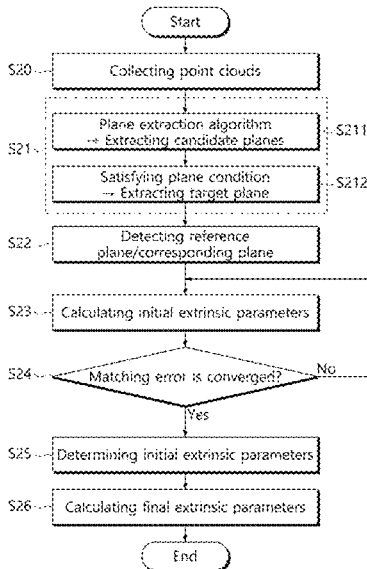 Start
S20
Collecting point clouds
S21
Plane extraction algorithm
→ Extracting candidate planes
S211
Satisfying plane condition
→ Extracting target plane
S212
S22
Detecting reference
plane/corresponding plane
S23
Calculating initial extrinsic parameters
S24
Matching error is converged?
No
Yes
S25
Determining initial extrinsic parameters
S26
Calculating final extrinsic parameters
End